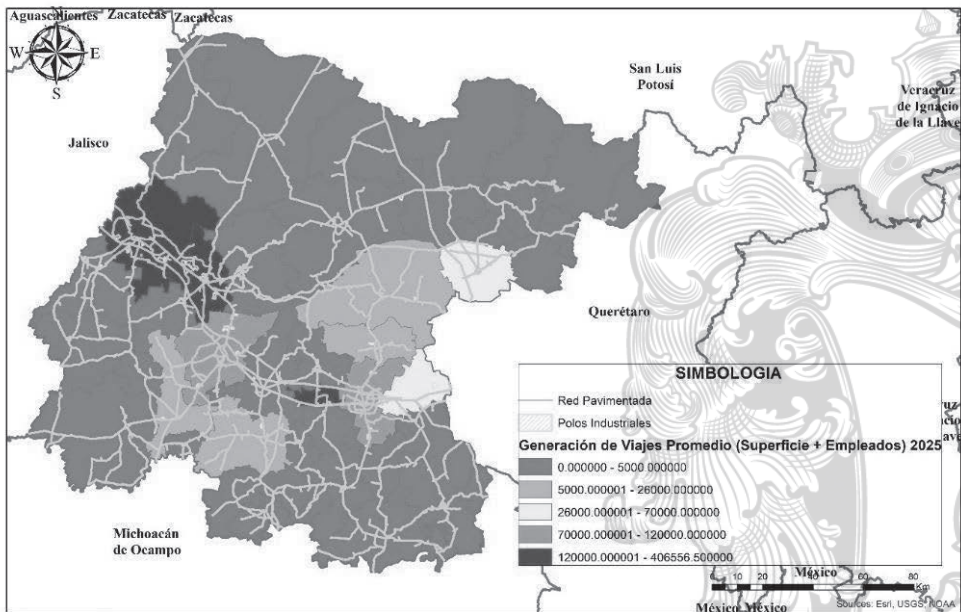 Aguascalientes Zacatecas
Zacatecas
N
W E
S
San Luis
Potosí
Veracruz
de Ignacio
de la Llave
Jalisco
Querétaro
SIMBOLOGIA
Red Pavimentada
Polos Industriales
Generación de Viajes Promedio (Superficie + Empleados) 2025
0.000000 - 5000.000000
5000.000001 - 26000.000000
26000.000001 - 70000.000000
70000.000001 - 120000.000000
120000.000001 - 406556.500000
Michoacán
de Ocampo
México
0 5 10 20 40 60 80
Km
México México
Sources: Esri, USGS, NOAA